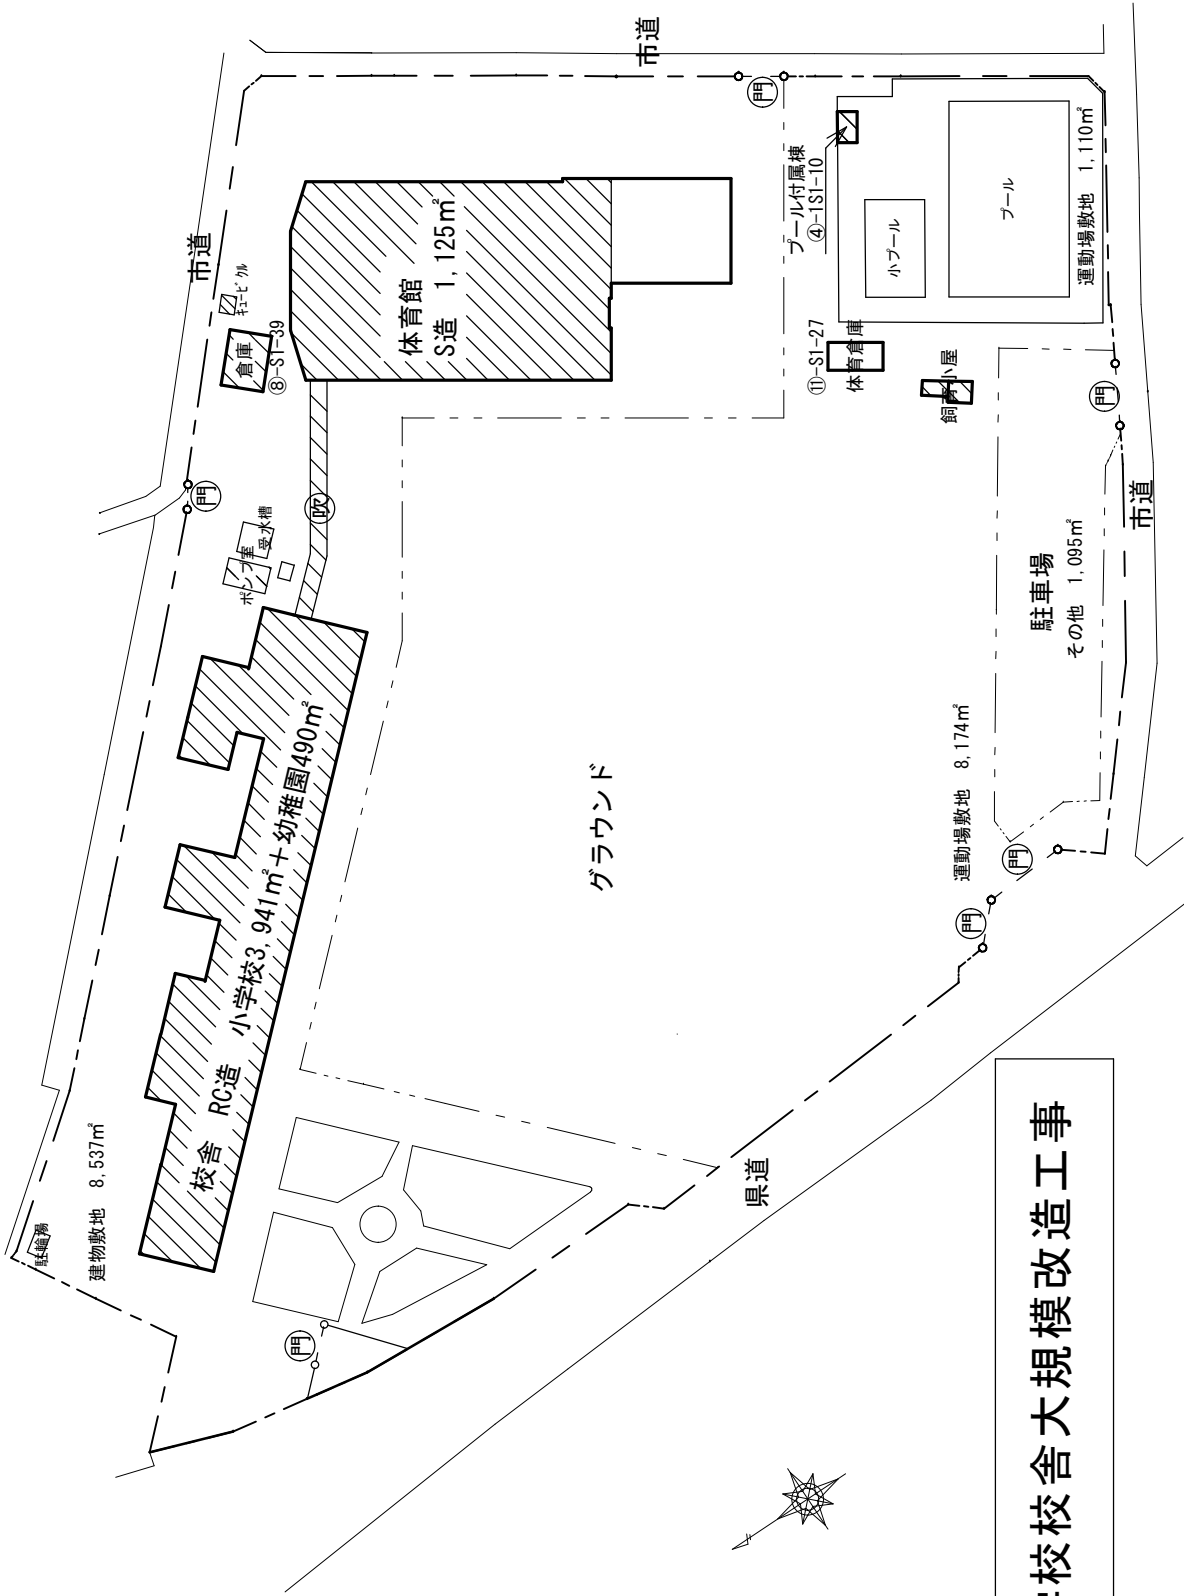 市道
市道
門
キュービクル
倉庫
⑧-S1-39
体育館
S造 1,125㎡
プール付属棟
④-1S1-10
小プール
プール
運動場敷地 1,110㎡
⑪-S1-27
体育倉庫
飼育小屋
門
門
吹
受水槽
ポンプ室
市道
駐車場
その他 1,095㎡
校舎 RC造 小学校3,941㎡+幼稚園490㎡
グラウンド
運動場敷地 8,174㎡
門
門
建物敷地 8,537㎡
駐輪場
県道
門
学校校舎大規模改造工事